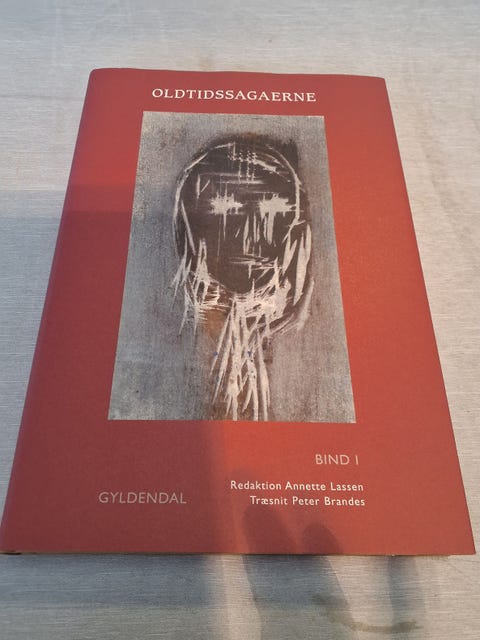 OLDTIDSSAGAERNE
BIND I
Redaktion Annette Lassen
Træsnit Peter Brandes
GYLDENDAL